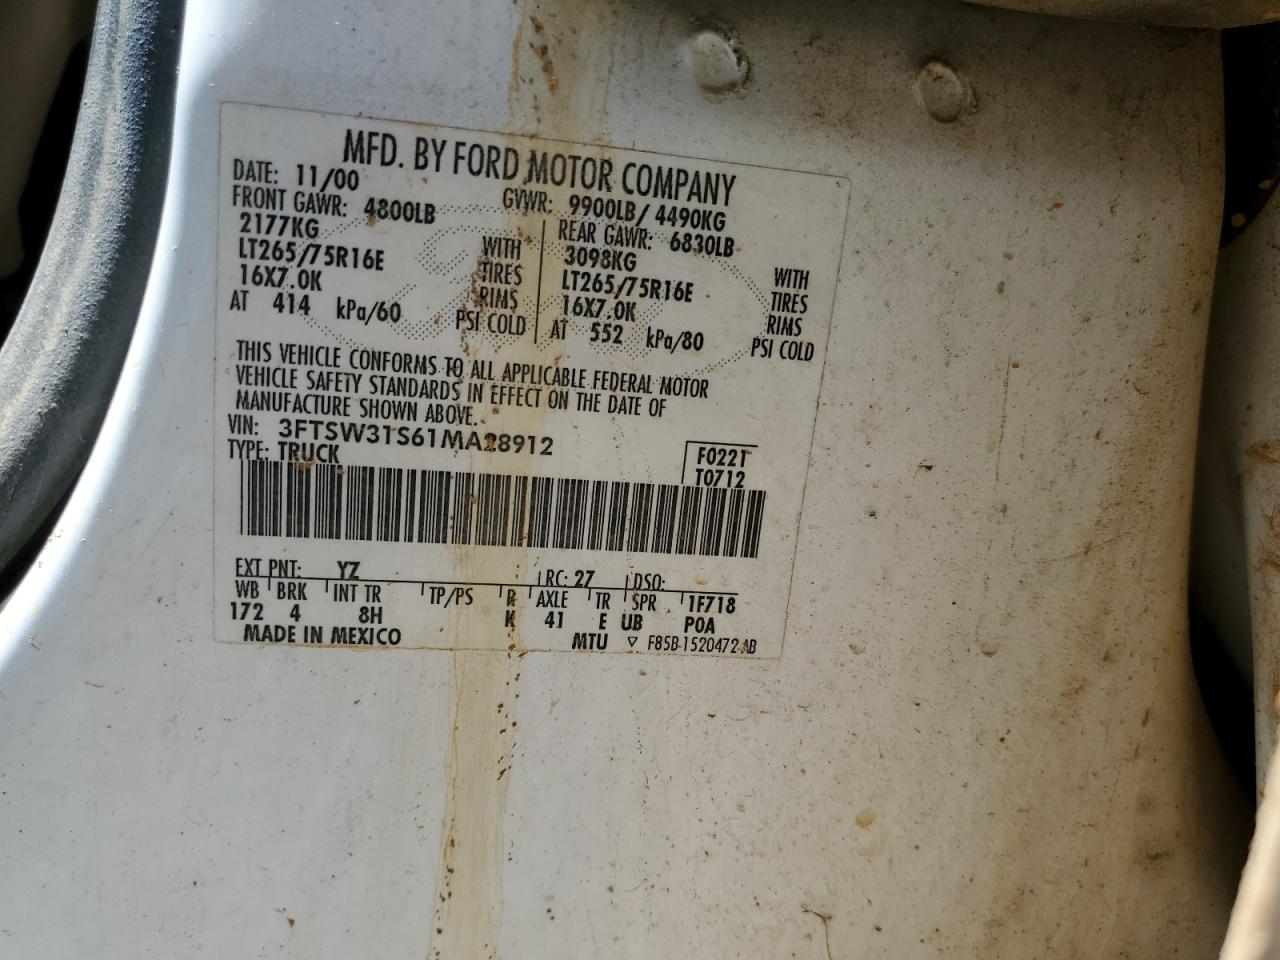 MFD. BY FORD MOTOR COMPANY
DATE: 11/00 GVWR: 9900LB/ 4490KG
FRONT GAWR: 4800LB REAR GAWR: 6830LB
2177KG WITH 3098KG WITH
LT265/75R16E TIRES LT265/75R16E TIRES
16X7.0K RIMS 16X7.0K RIMS
AT 414 kPa/60 PSI COLD AT 552 kPa/80 PSI COLD
THIS VEHICLE CONFORMS TO ALL APPLICABLE FEDERAL MOTOR
VEHICLE SAFETY STANDARDS IN EFFECT ON THE DATE OF
MANUFACTURE SHOWN ABOVE.
VIN: 3FTSW31S61MA28912
TYPE: TRUCK F0221
T0712
EXT PNT: YZ RC: 27 DSO:
WB BRK INT TR TP/PS R AXLE TR SPR 1F718
172 4 8H K 41 E UB P0A
MADE IN MEXICO MTU ▽ F85B-1520472-AB